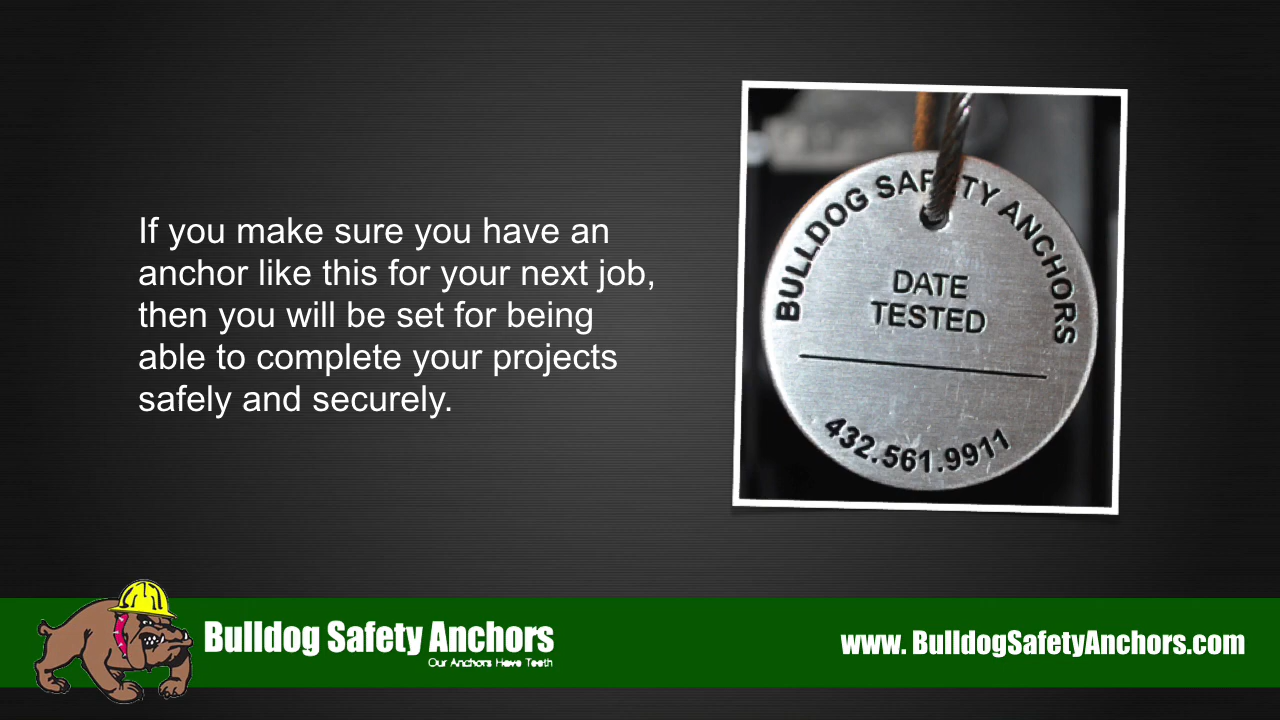 If you make sure you have an
anchor like this for your next job,
then you will be set for being
able to complete your projects
safely and securely.
BULLDOG SAFETY ANCHORS
DATE
TESTED
432.561.9911
Bulldog Safety Anchors
Our Anchors Have Teeth
www. BulldogSafetyAnchors.com